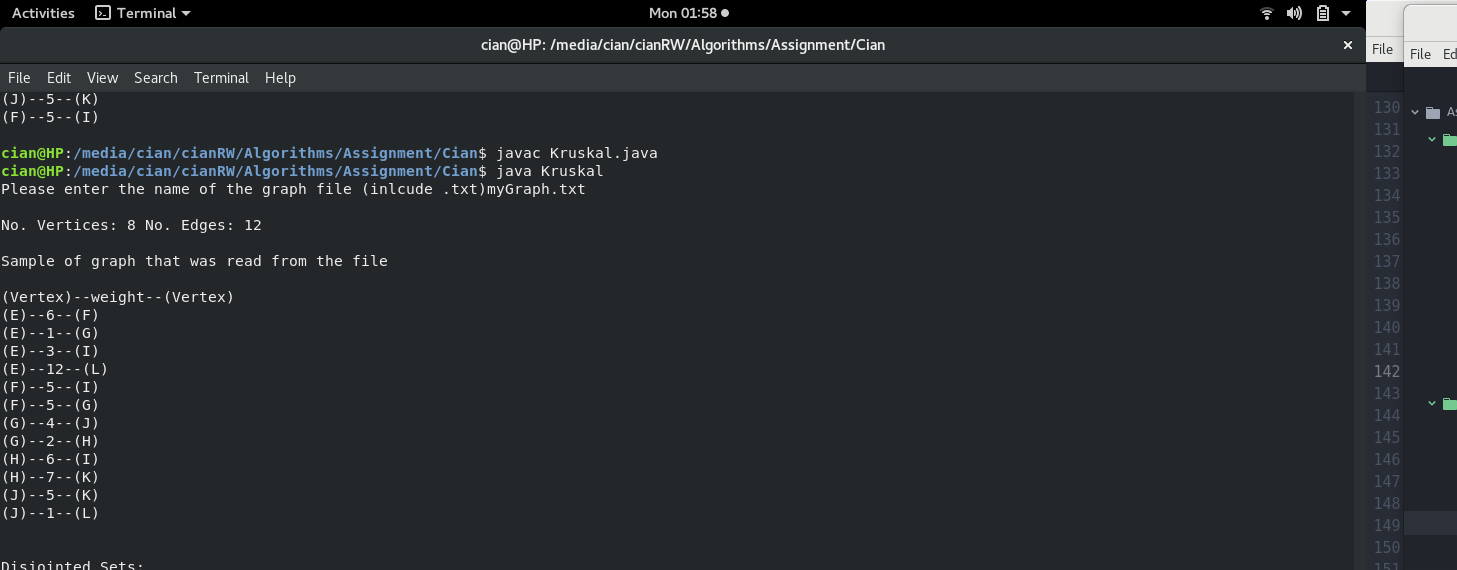 Activities Terminal Mon 01:58
cian@HP: /media/cian/cianRW/Algorithms/Assignment/Cian ×
File Edit View Search Terminal Help
(J)--5--(K)
(F)--5--(I)
cian@HP:/media/cian/cianRW/Algorithms/Assignment/Cian$ javac Kruskal.java
cian@HP:/media/cian/cianRW/Algorithms/Assignment/Cian$ java Kruskal
Please enter the name of the graph file (inlcude .txt)myGraph.txt
No. Vertices: 8 No. Edges: 12
Sample of graph that was read from the file
(Vertex)--weight--(Vertex)
(E)--6--(F)
(E)--1--(G)
(E)--3--(I)
(E)--12--(L)
(F)--5--(I)
(F)--5--(G)
(G)--4--(J)
(G)--2--(H)
(H)--6--(I)
(H)--7--(K)
(J)--5--(K)
(J)--1--(L)
Disjointed Sets:
File
130
131
132
133
134
135
136
137
138
139
140
141
142
143
144
145
146
147
148
149
150
151
File Ed
As